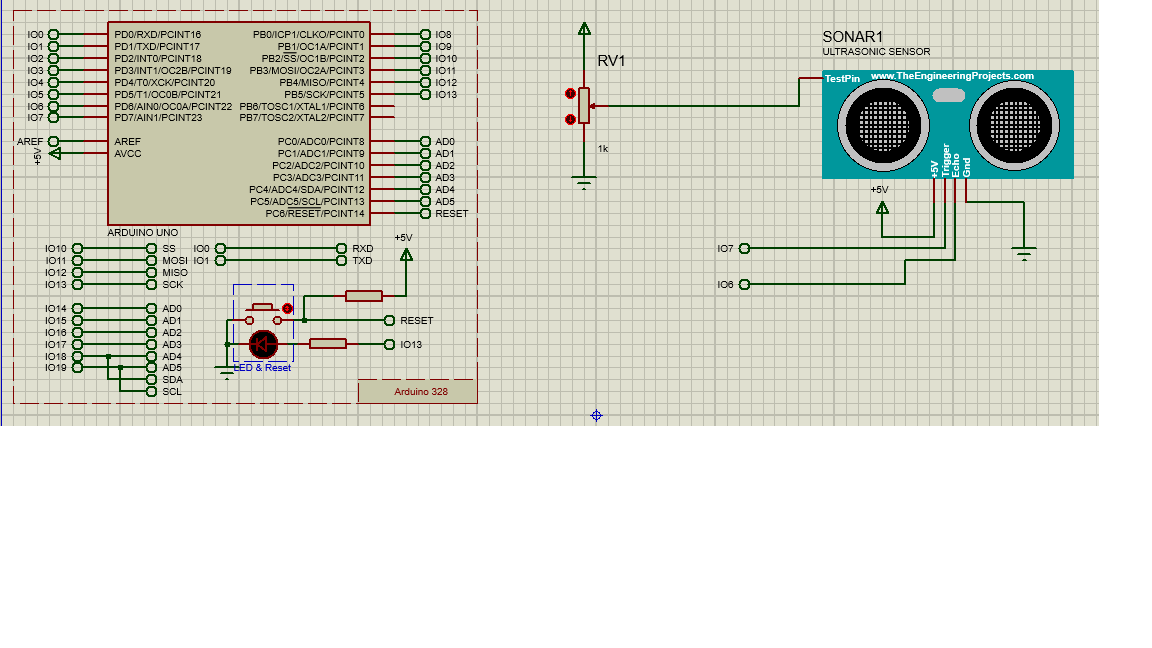 IO0 PD0/RXD/PCINT16 PB0/ICP1/CLKO/PCINT0 IO8
IO1 PD1/TXD/PCINT17 PB1/OC1A/PCINT1 IO9
IO2 PD2/INT0/PCINT18 PB2/SS/OC1B/PCINT2 IO10
IO3 PD3/INT1/OC2B/PCINT19 PB3/MOSI/OC2A/PCINT3 IO11
IO4 PD4/T0/XCK/PCINT20 PB4/MISO/PCINT4 IO12
IO5 PD5/T1/OC0B/PCINT21 PB5/SCK/PCINT5 IO13
IO6 PD6/AIN0/OC0A/PCINT22 PB6/TOSC1/XTAL1/PCINT6
IO7 PD7/AIN1/PCINT23 PB7/TOSC2/XTAL2/PCINT7
AREF AREF PC0/ADC0/PCINT8 AD0
+5V AVCC PC1/ADC1/PCINT9 AD1
PC2/ADC2/PCINT10 AD2
PC3/ADC3/PCINT11 AD3
PC4/ADC4/SDA/PCINT12 AD4
PC5/ADC5/SCL/PCINT13 AD5
PC6/RESET/PCINT14 RESET
ARDUINO UNO
IO10 SS IO0 RXD
IO11 MOSI IO1 TXD
IO12 MISO
IO13 SCK
+5V
IO14 AD0
IO15 AD1
IO16 AD2
IO17 AD3
IO18 AD4
IO19 AD5
SDA
SCL
RESET
IO13
LED & Reset
Arduino 328
RV1
1k
SONAR1
ULTRASONIC SENSOR
TestPin www.TheEngineeringProjects.com
+5V
Trigger
Echo
Gnd
+5V
IO7
IO6